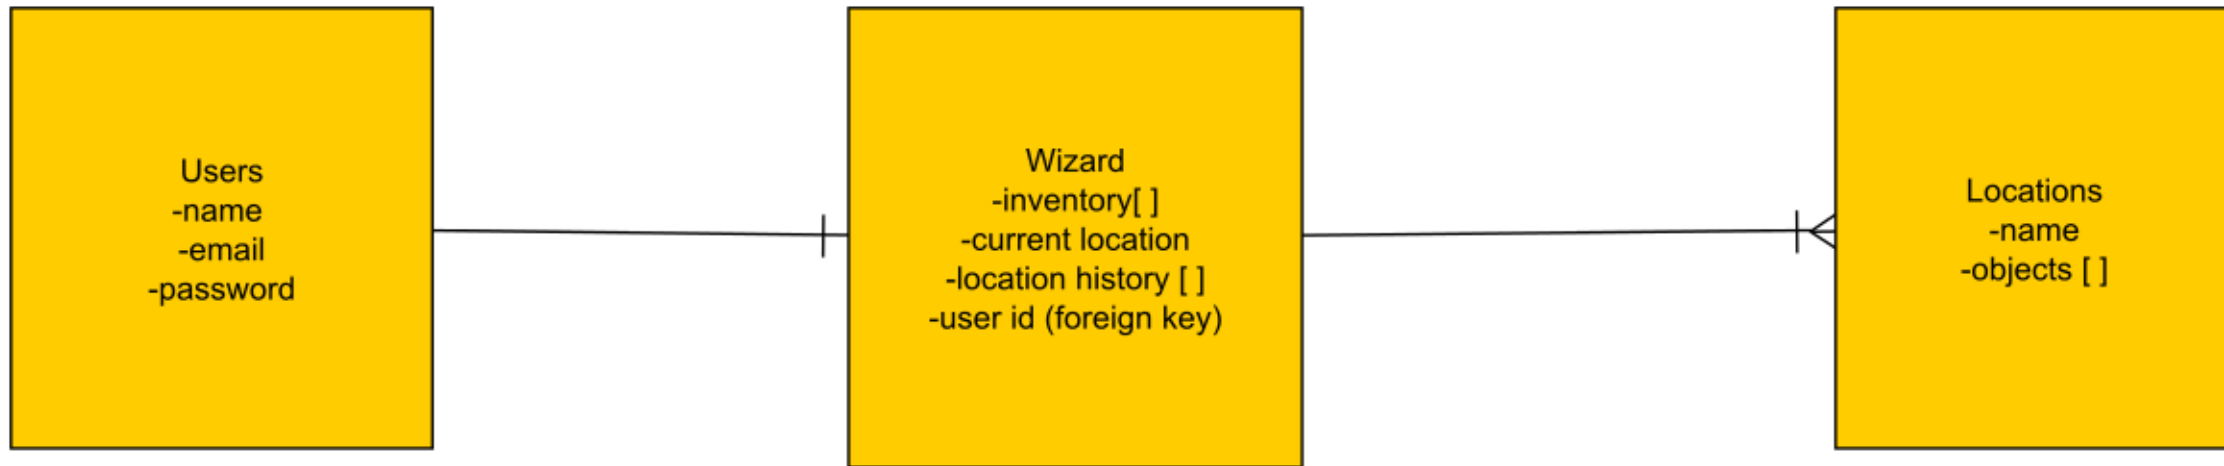 Users
-name
-email
-password
Wizard
-inventory[ ]
-current location
-location history [ ]
-user id (foreign key)
Locations
-name
-objects [ ]